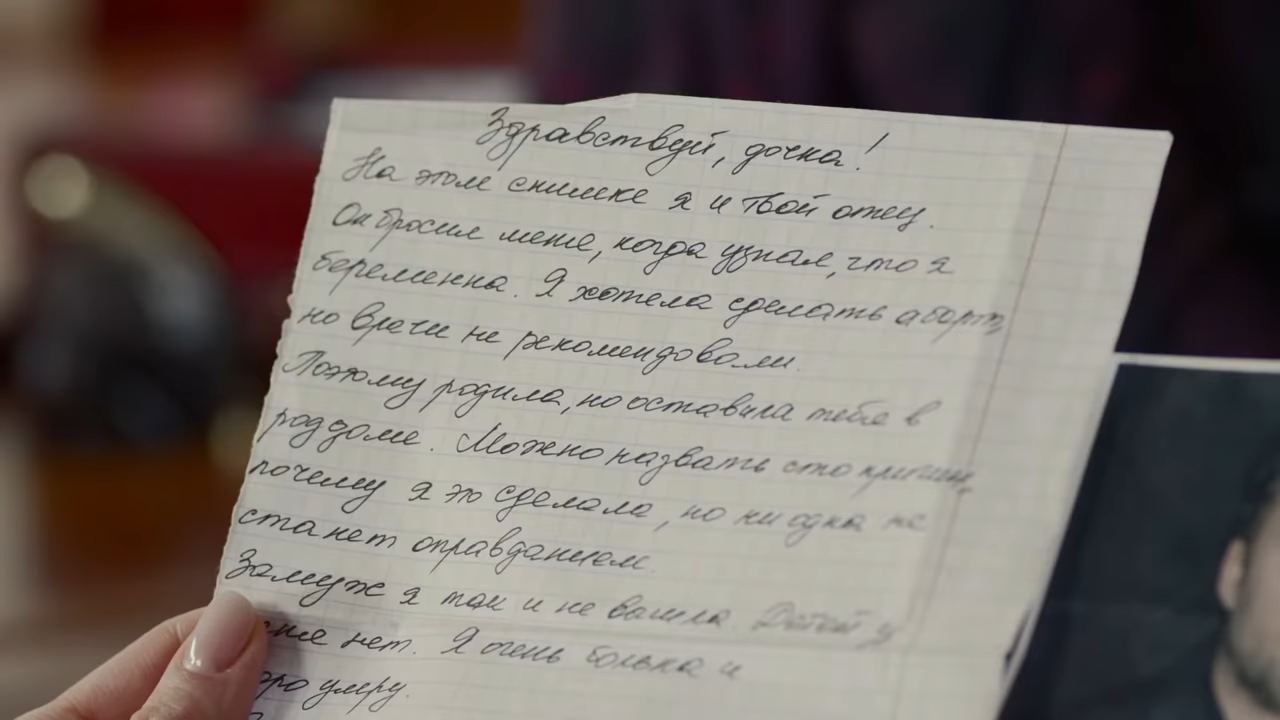 Здравствуй, дочка!
На этом снимке я и твой отец.
Он бросил меня, когда узнал, что я
беременна. Я хотела сделать аборт,
но врачи не рекомендовали.
Поэтому родила, но оставила тебя в
роддоме. Можно назвать сто причин,
почему я это сделала, но ни одна не
станет оправданием.
Замуж я так и не вышла. Детей у
нет. Я очень больна и
умру.